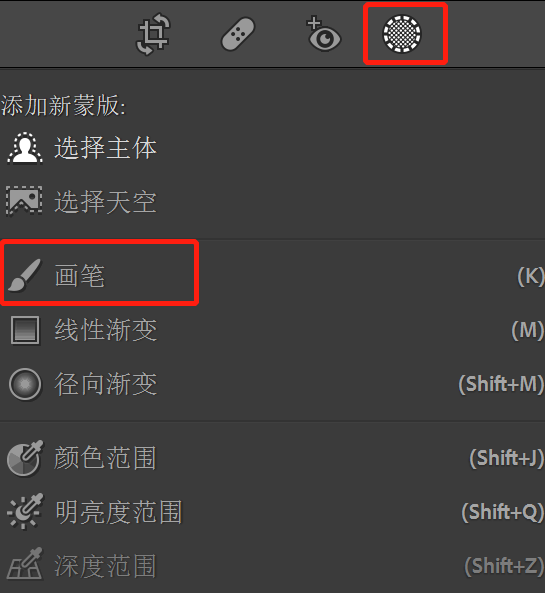 添加新蒙版:
选择主体
选择天空
画笔 (K)
线性渐变 (M)
径向渐变 (Shift+M)
颜色范围 (Shift+J)
明亮度范围 (Shift+Q)
深度范围 (Shift+Z)